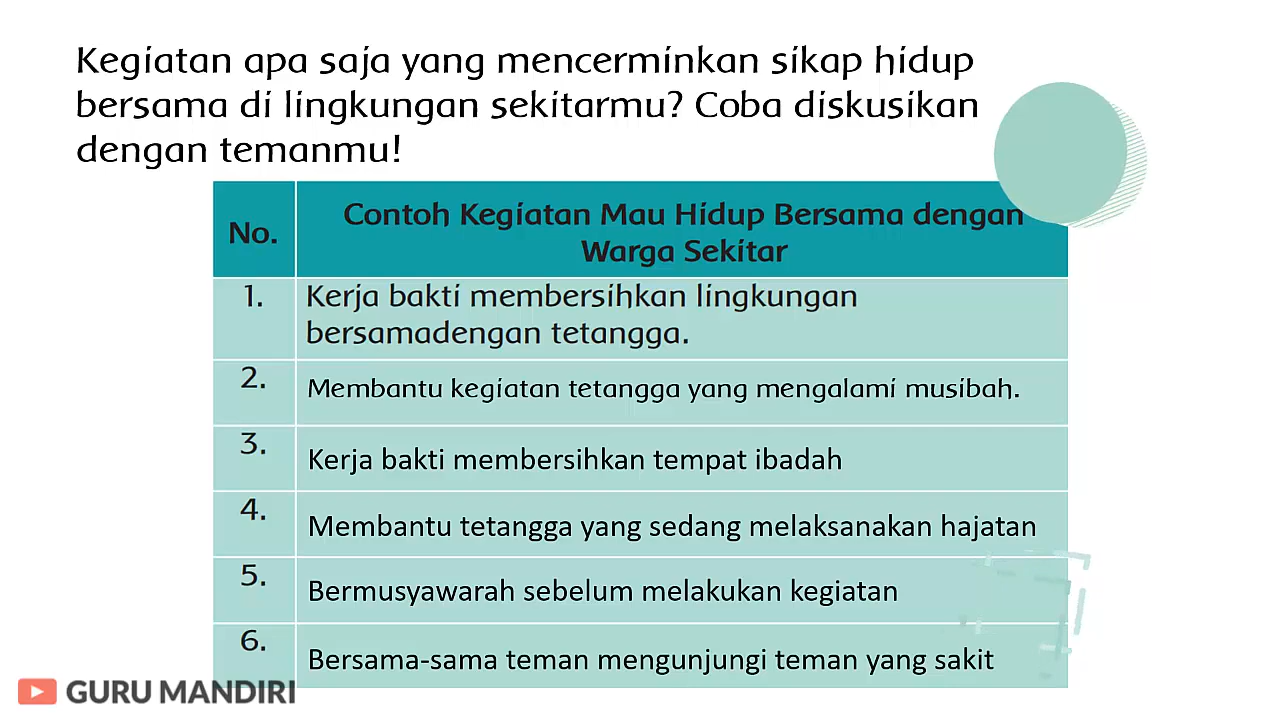 Kegiatan apa saja yang mencerminkan sikap hidup
bersama di lingkungan sekitarmu? Coba diskusikan
dengan temanmu!
No.
Contoh Kegiatan Mau Hidup Bersama dengan
Warga Sekitar
1.
Kerja bakti membersihkan lingkungan
bersamadengan tetangga.
2.
Membantu kegiatan tetangga yang mengalami musibah.
3.
Kerja bakti membersihkan tempat ibadah
4.
Membantu tetangga yang sedang melaksanakan hajatan
5.
Bermusyawarah sebelum melakukan kegiatan
6.
Bersama-sama teman mengunjungi teman yang sakit
GURU MANDIRI